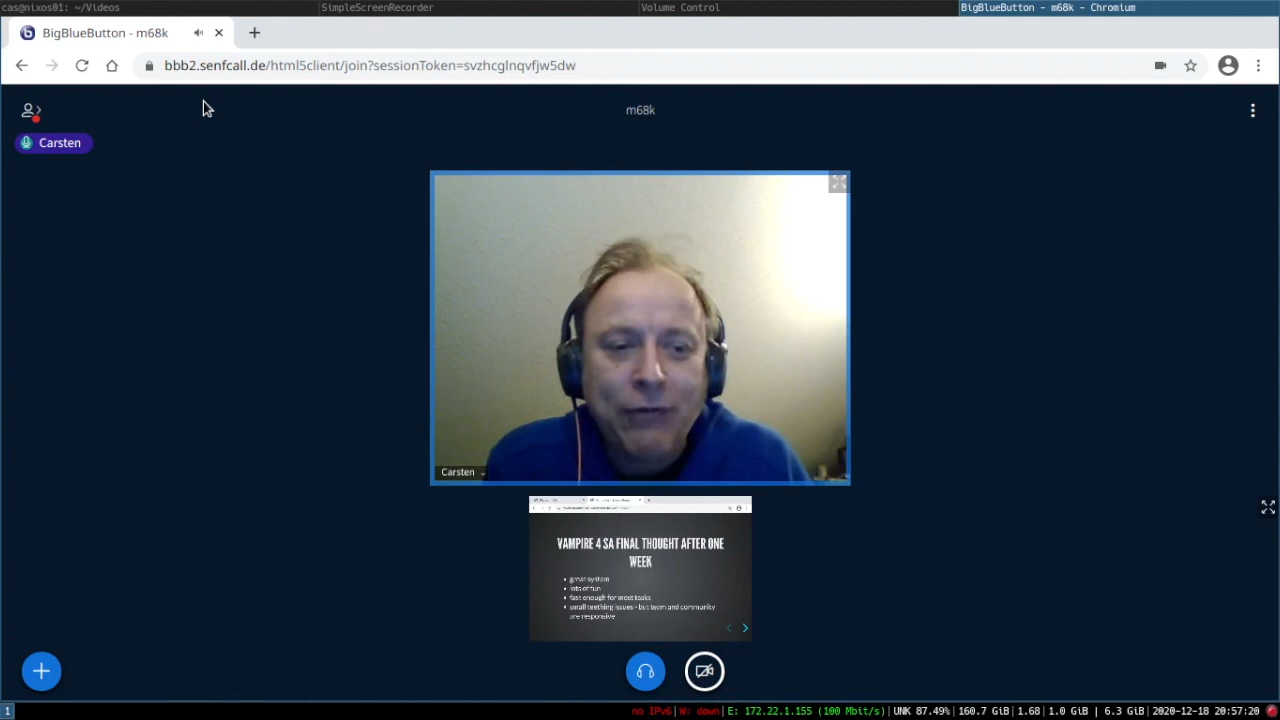 cas@nixos01: ~/Videos
SimpleScreenRecorder
Volume Control
BigBlueButton - m68k - Chromium
BigBlueButton - m68k
bbb2.senfcall.de/html5client/join?sessionToken=svzhcglnqvfjw5dw
m68k
Carsten
Carsten
VAMPIRE 4 SA FINAL THOUGHT AFTER ONE
WEEK
great system
lots of fun
fast enough for most tasks
small teething issues - but team and community
are responsive
1
no IPv6|W: down|E: 172.22.1.155 (100 Mbit/s)|UNK 87.49%|160.7 GiB|1.68|1.0 GiB | 6.3 GiB|2020-12-18 20:57:20